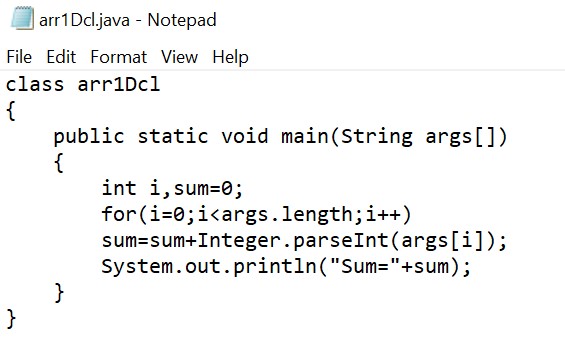 arr1Dcl.java - Notepad
File Edit Format View Help
class arr1Dcl
{
    public static void main(String args[])
    {
        int i,sum=0;
        for(i=0;i<args.length;i++)
        sum=sum+Integer.parseInt(args[i]);
        System.out.println("Sum="+sum);
    }
}